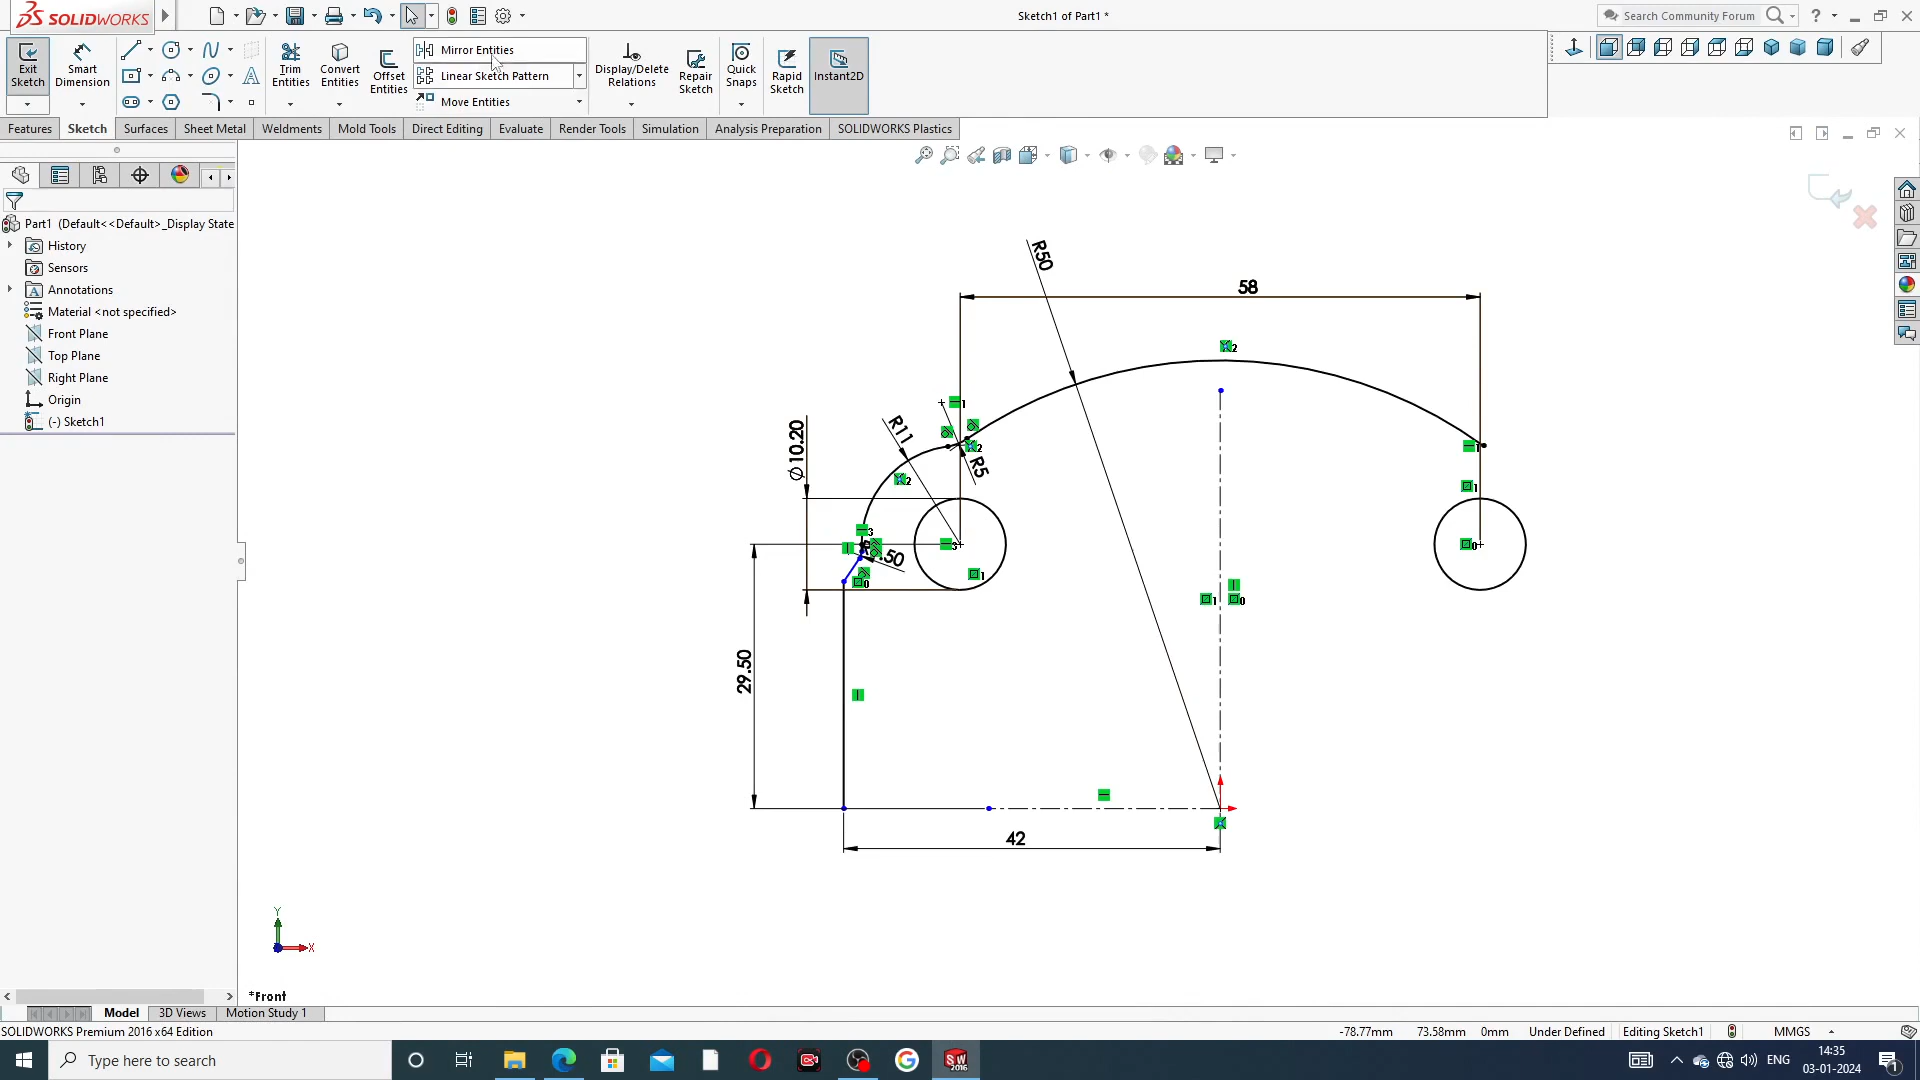 SOLIDWORKS
Sketch1 of Part1 *
Search Community Forum
Exit Sketch
Smart Dimension
Trim Entities
Convert Entities
Offset Entities
Mirror Entities
Linear Sketch Pattern
Move Entities
Display/Delete Relations
Repair Sketch
Quick Snaps
Rapid Sketch
Instant2D
Features
Sketch
Surfaces
Sheet Metal
Weldments
Mold Tools
Direct Editing
Evaluate
Render Tools
Simulation
Analysis Preparation
SOLIDWORKS Plastics
Part1 (Default<<Default>_Display State
History
Sensors
Annotations
Material <not specified>
Front Plane
Top Plane
Right Plane
Origin
(-) Sketch1
R50
58
R11
R5
Ø10.20
29.50
42
Y
X
*Front
Model
3D Views
Motion Study 1
SOLIDWORKS Premium 2016 x64 Edition
-78.77mm
73.58mm
0mm
Under Defined
Editing Sketch1
MMGS
Type here to search
SW
2016
ENG
14:35
03-01-2024
1